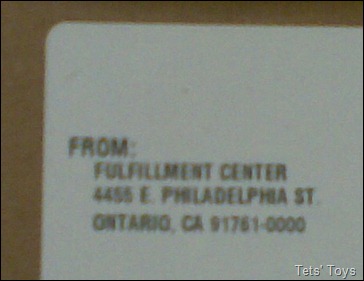 FROM:
FULFILLMENT CENTER
4455 E. PHILADELPHIA ST.
ONTARIO, CA 91761-0000
Tets' Toys